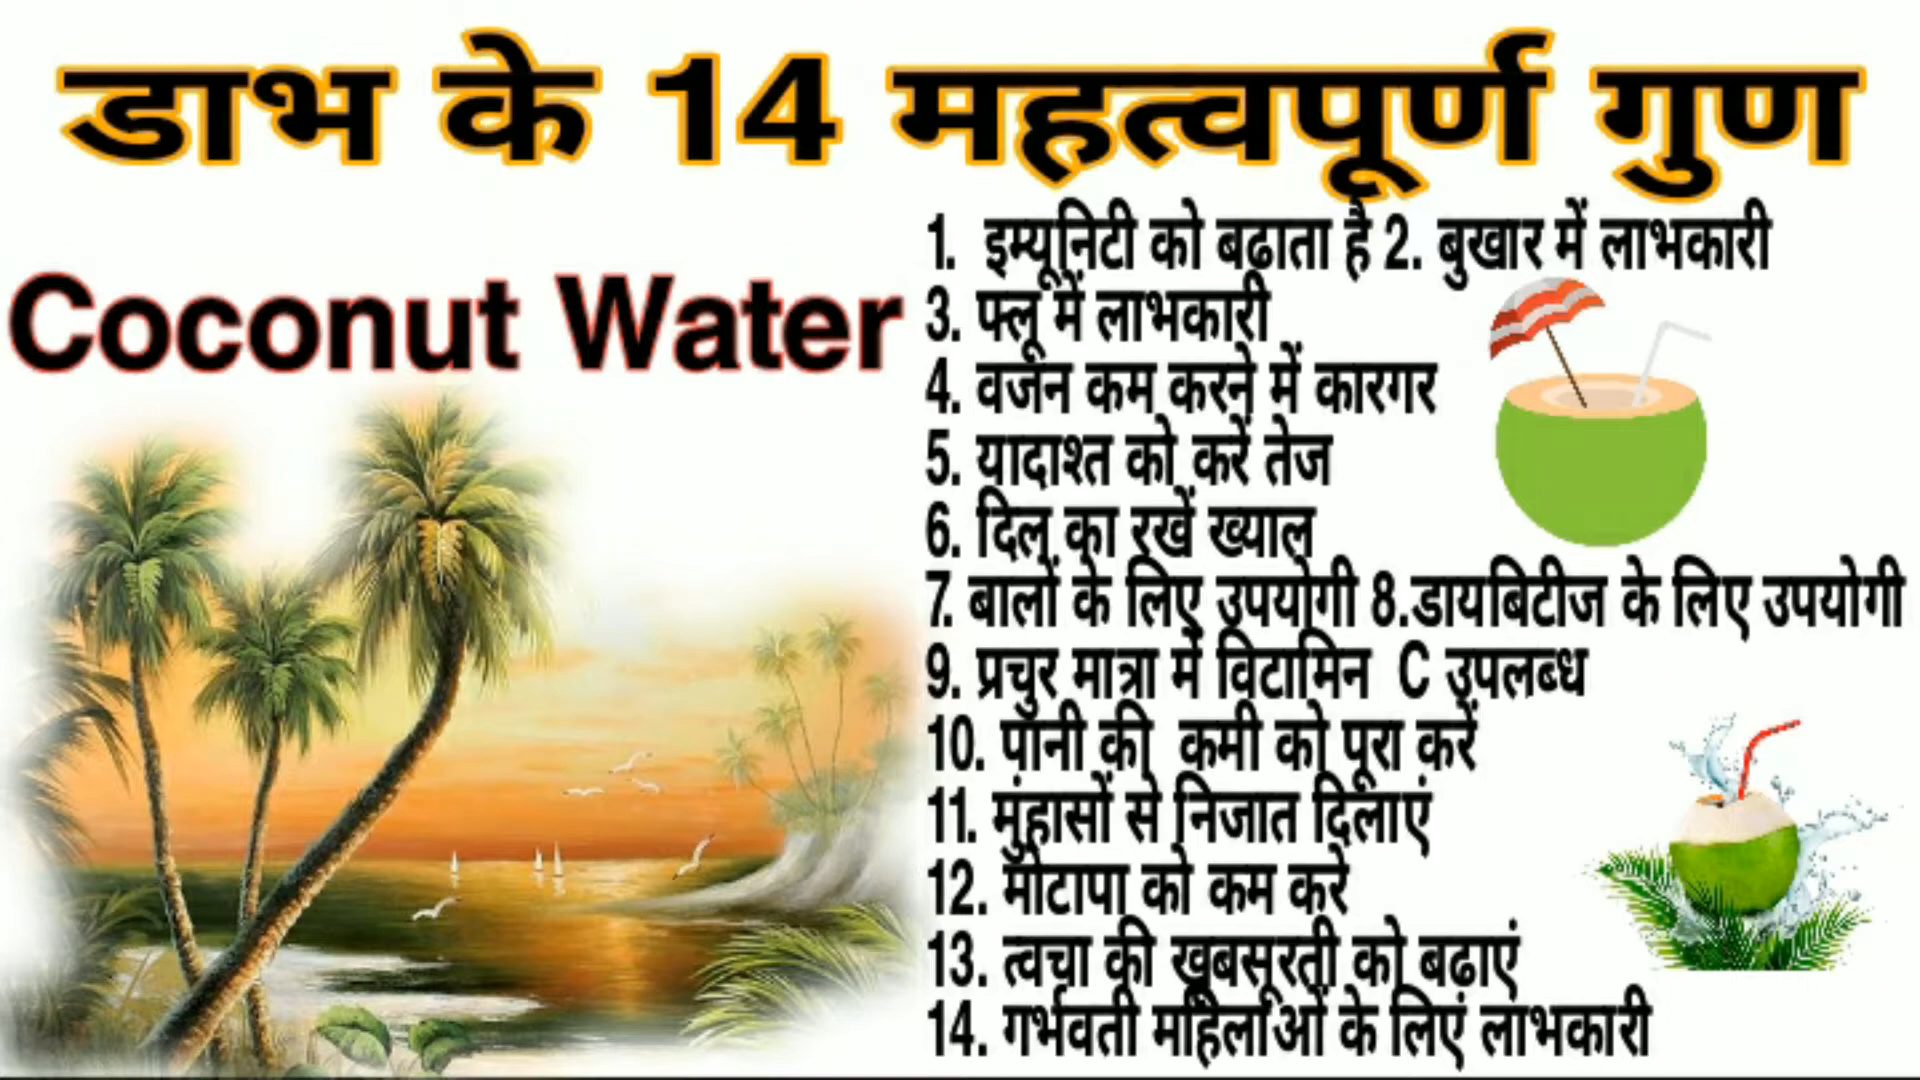 डाभ के 14 महत्वपूर्ण गुण
Coconut Water
1. इम्यूनिटी को बढाता है 2. बुखार में लाभकारी
3. फ्लू में लाभकारी
4. वजन कम करने में कारगर
5. यादाश्त को करें तेज
6. दिल का रखें ख्याल
7. बालों के लिए उपयोगी 8.डायबिटीज के लिए उपयोगी
9. प्रचुर मात्रा में विटामिन C उपलब्ध
10. पानी की कमी को पूरा करें
11. मुंहासों से निजात दिलाएं
12. मोटापा को कम करे
13. त्वचा की खूबसूरती को बढाएं
14. गर्भवती महिलाओं के लिए लाभकारी